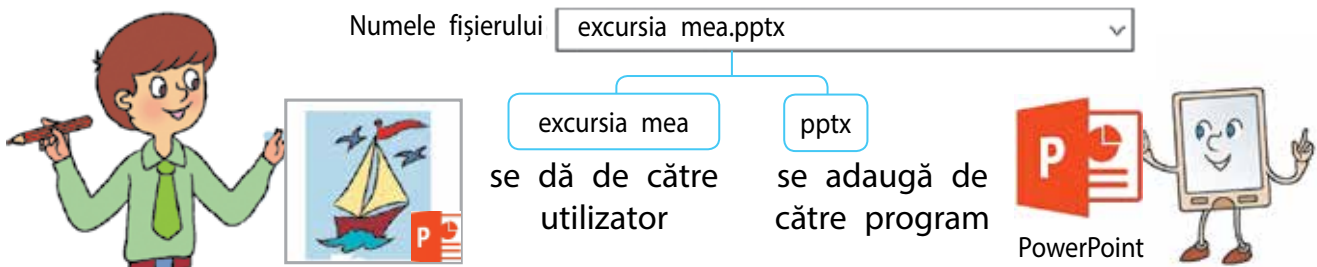 Numele fișierului excursia mea.pptx
excursia mea pptx
se dă de către
utilizator
se adaugă de
către program
P
P
PowerPoint